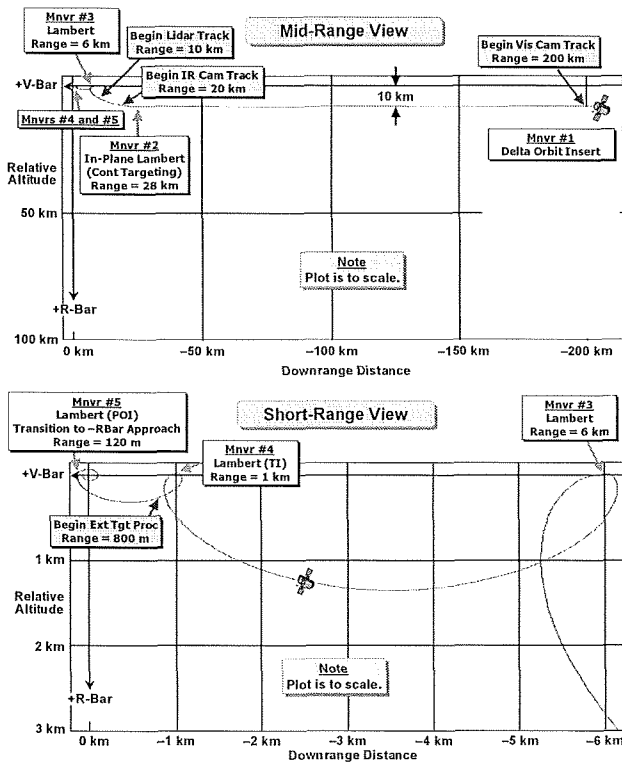 Mid-Range View
Mnvr #3
Lambert
Range = 6 km
Begin Lidar Track
Range = 10 km
Begin Vis Cam Track
Range = 200 km
+V-Bar
Begin IR Cam Track
Range = 20 km
10 km
Mnvrs #4 and #5
Mnvr #2
In-Plane Lambert
(Cont Targeting)
Range = 28 km
Mnvr #1
Delta Orbit Insert
Relative
Altitude
50 km
Note
Plot is to scale.
+R-Bar
100 km
0 km
−50 km
−100 km
−150 km
−200 km
Downrange Distance
Short-Range View
Mnvr #5
Lambert (POI)
Transition to −RBar Approach
Range = 120 m
Mnvr #4
Lambert (TI)
Range = 1 km
Mnvr #3
Lambert
Range = 6 km
+V-Bar
Begin Ext Tgt Proc
Range = 800 m
1 km
Relative
Altitude
2 km
Note
Plot is to scale.
+R-Bar
3 km
0 km
−1 km
−2 km
−3 km
−4 km
−5 km
−6 km
Downrange Distance